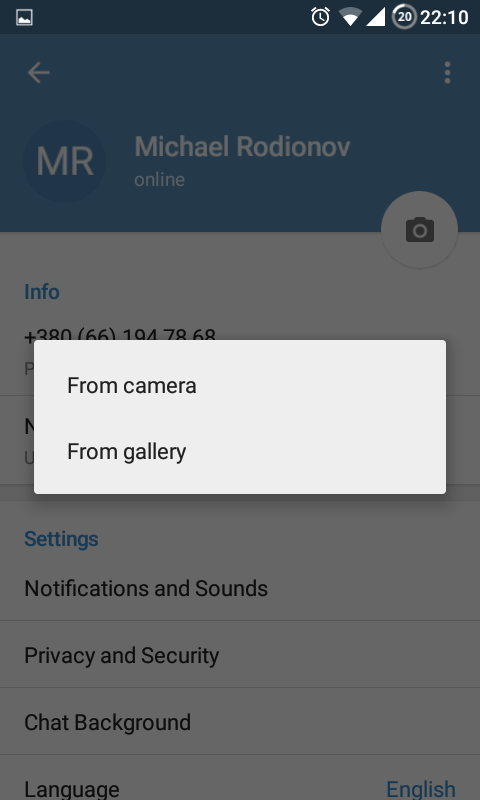 20 22:10
MR
Michael Rodionov
online
Info
+380 (66) 194 78 68
From camera
From gallery
Settings
Notifications and Sounds
Privacy and Security
Chat Background
Language English